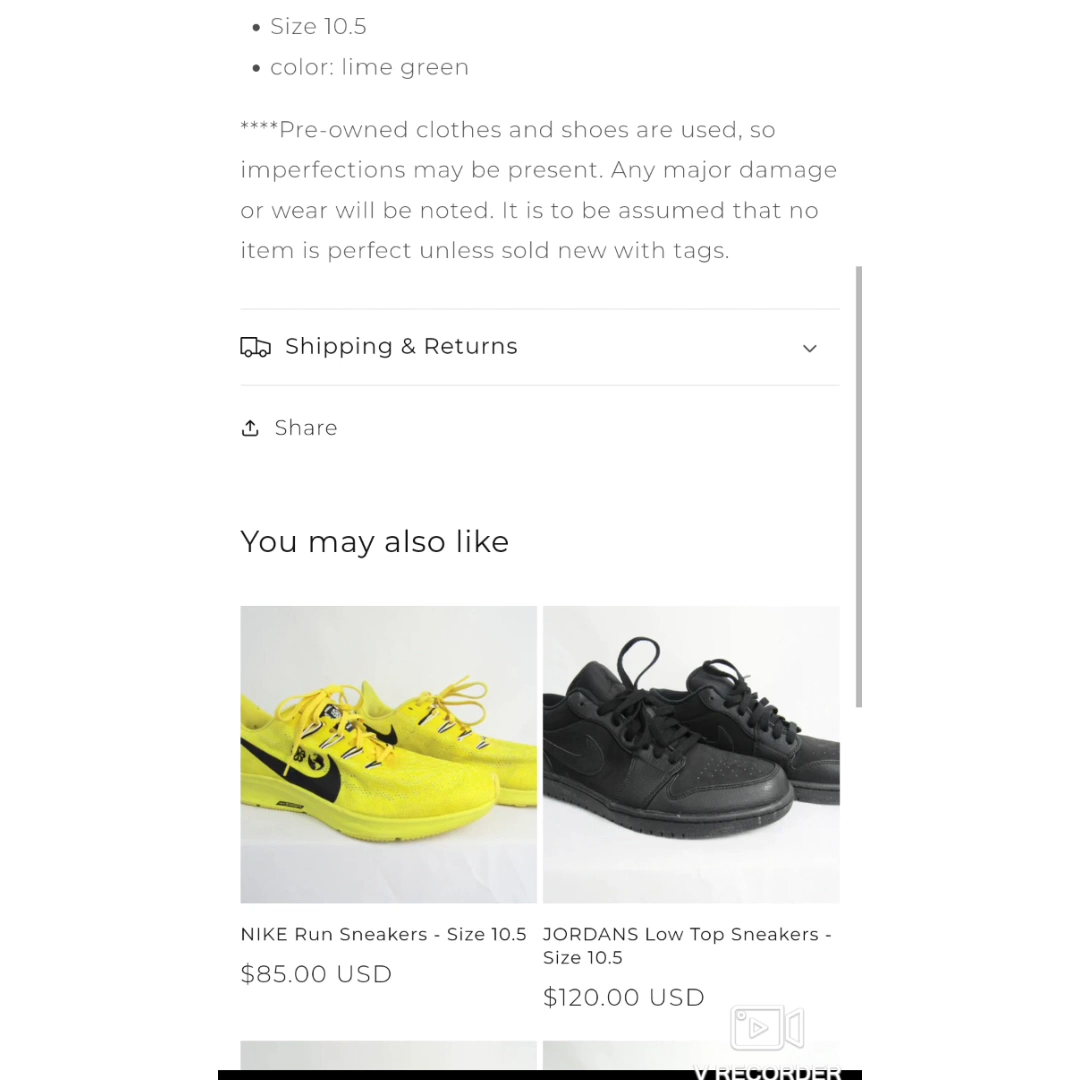 Size 10.5
color: lime green
****Pre-owned clothes and shoes are used, so
imperfections may be present. Any major damage
or wear will be noted. It is to be assumed that no
item is perfect unless sold new with tags.
Shipping & Returns
Share
You may also like
NIKE Run Sneakers - Size 10.5
$85.00 USD
JORDANS Low Top Sneakers -
Size 10.5
$120.00 USD
V RECORDER